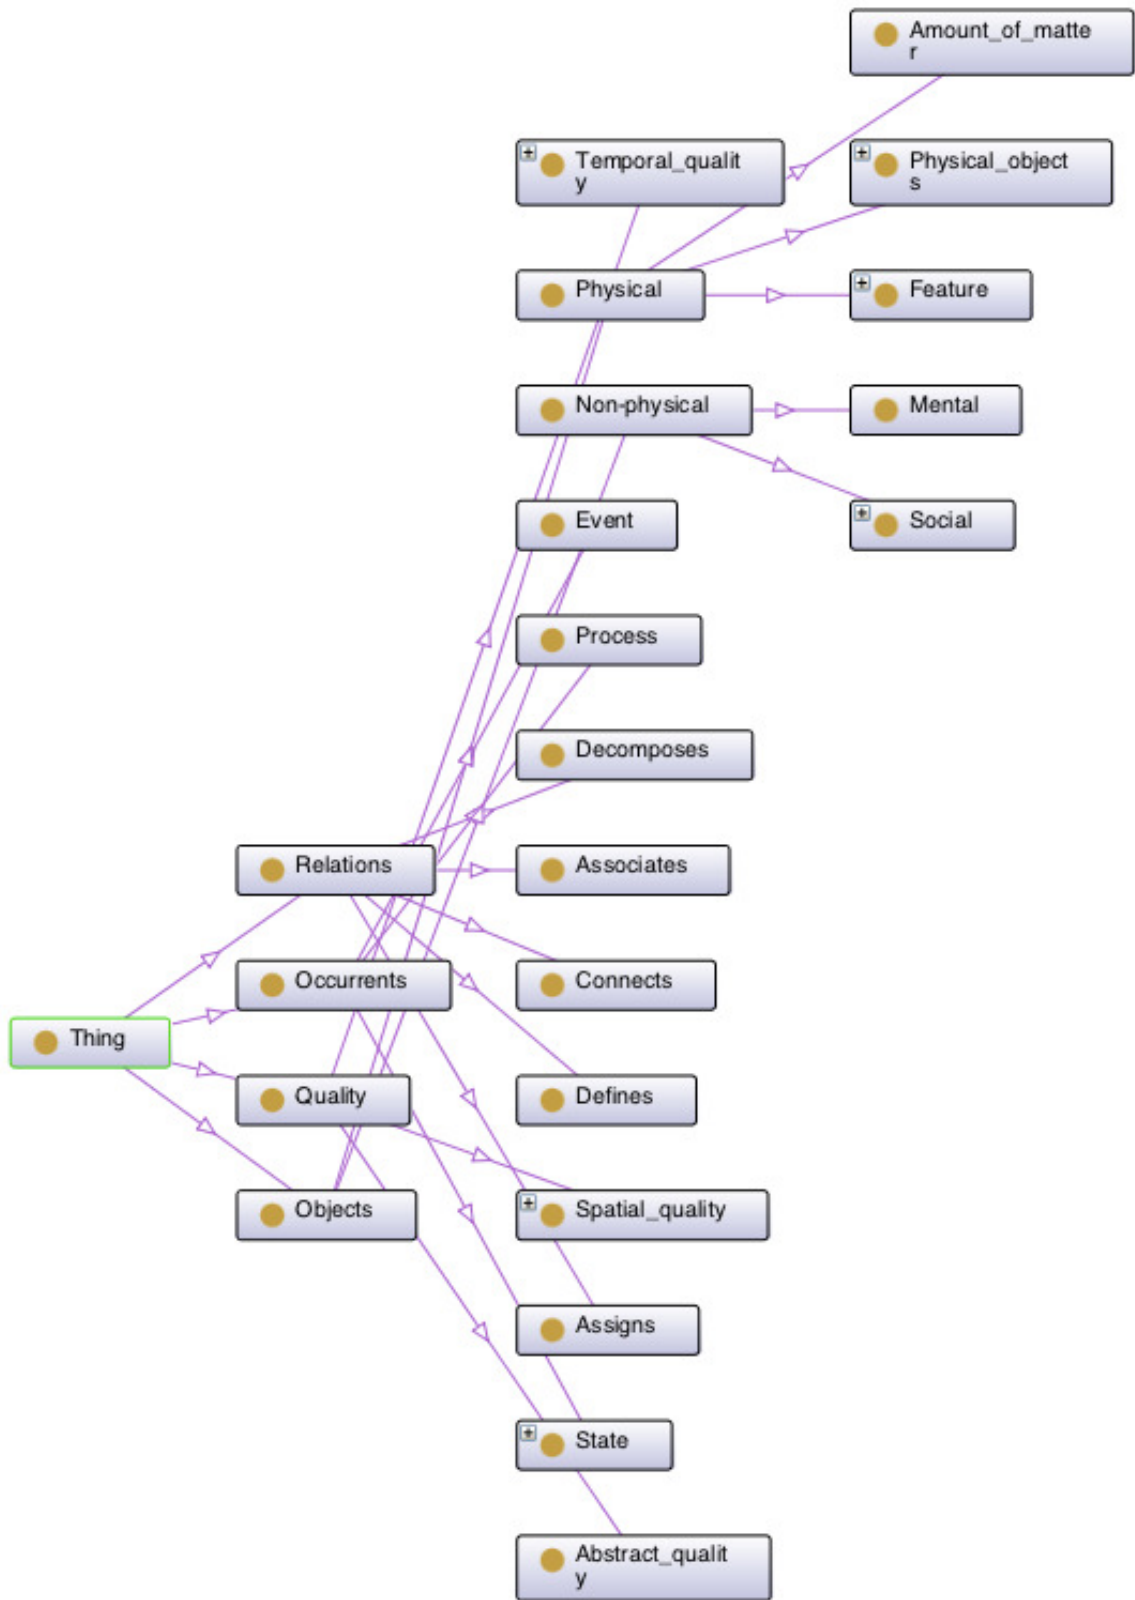 Amount_of_matte
r
Temporal_qualit
y
Physical_object
s
Physical
Feature
Non-physical
Mental
Event
Social
Process
Decomposes
Relations
Associates
Occurrents
Connects
Thing
Quality
Defines
Objects
Spatial_quality
Assigns
State
Abstract_qualit
y